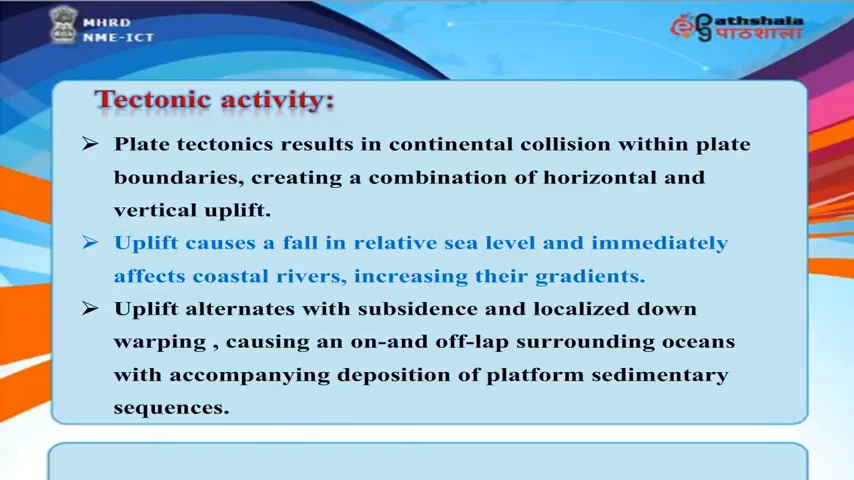 MHRD
NME-ICT
Pathshala
पाठशाला
Tectonic activity:
➢ Plate tectonics results in continental collision within plate
boundaries, creating a combination of horizontal and
vertical uplift.
➢ Uplift causes a fall in relative sea level and immediately
affects coastal rivers, increasing their gradients.
➢ Uplift alternates with subsidence and localized down
warping , causing an on-and off-lap surrounding oceans
with accompanying deposition of platform sedimentary
sequences.